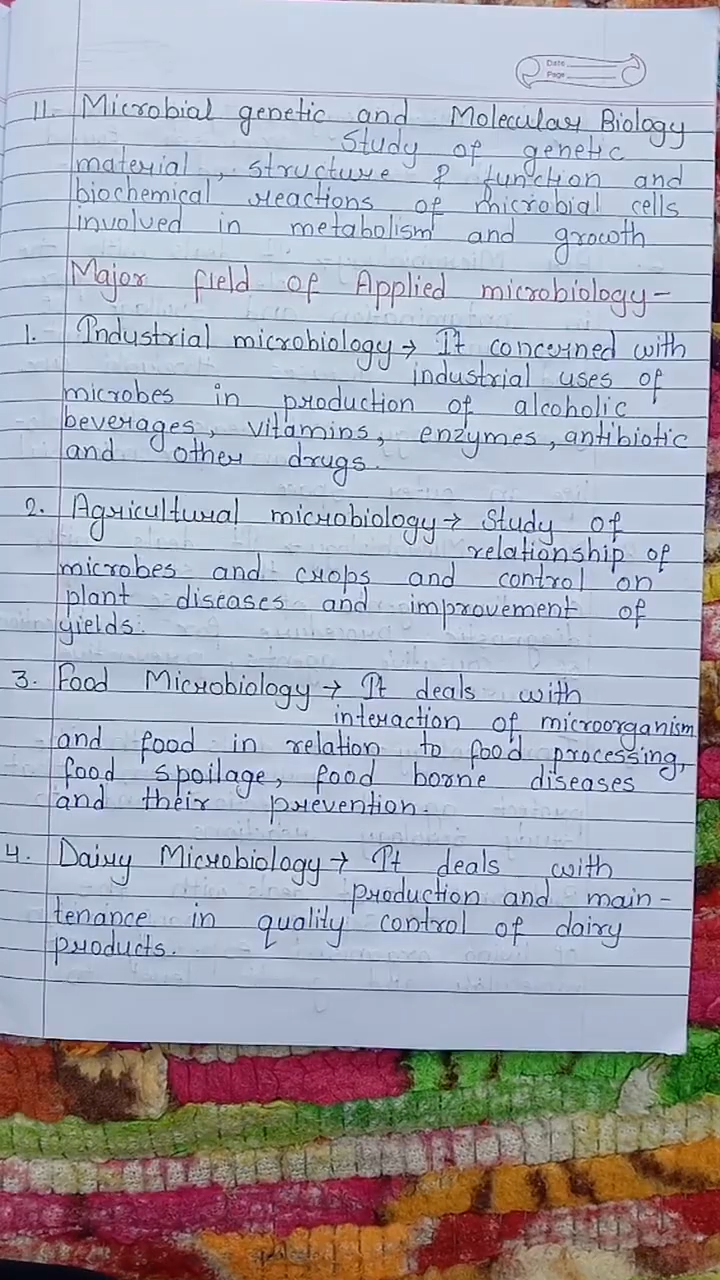 Date
Page
11. Microbial genetic and Molecular Biology
Study of genetic
material, structure & function and
biochemical reactions of microbial cells
involved in metabolism and growth
Major field of Applied microbiology-
1. Industrial microbiology → It concerned with
industrial uses of
microbes in production of alcoholic
beverages, vitamins, enzymes, antibiotic
and other drugs.
2. Agricultural microbiology → Study of
relationship of
microbes and crops and control on
plant diseases and improvement of
yields.
3. Food Microbiology → It deals with
interaction of microorganism
and food in relation to food processing,
food spoilage, food borne diseases
and their prevention.
4. Dairy Microbiology → It deals with
production and main-
tenance in quality control of dairy
products.